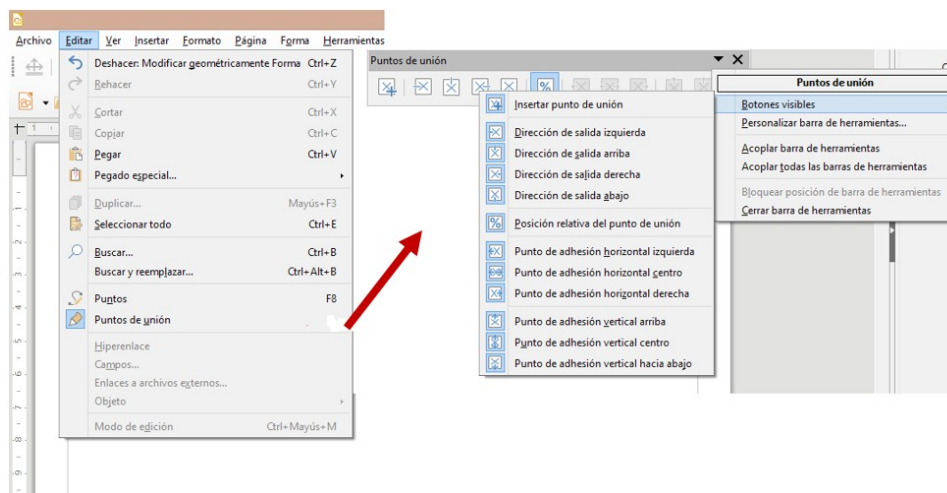 Archivo Editar Ver Insertar Formato Página Forma Herramientas
Deshacer: Modificar geométricamente Forma Ctrl+Z
Rehacer Ctrl+Y
Cortar Ctrl+X
Copiar Ctrl+C
Pegar Ctrl+V
Pegado especial...
Duplicar... Mayús+F3
Seleccionar todo Ctrl+E
Buscar... Ctrl+B
Buscar y reemplazar... Ctrl+Alt+B
Puntos F8
Puntos de unión
Hiperenlace
Campos...
Enlaces a archivos externos...
Objeto
Modo de edición Ctrl+Mayús+M
Puntos de unión
Insertar punto de unión
Dirección de salida izquierda
Dirección de salida arriba
Dirección de salida derecha
Dirección de salida abajo
Posición relativa del punto de unión
Punto de adhesión horizontal izquierda
Punto de adhesión horizontal centro
Punto de adhesión horizontal derecha
Punto de adhesión vertical arriba
Punto de adhesión vertical centro
Punto de adhesión vertical hacia abajo
Puntos de unión
Botones visibles
Personalizar barra de herramientas...
Acoplar barra de herramientas
Acoplar todas las barras de herramientas
Bloquear posición de barra de herramientas
Cerrar barra de herramientas